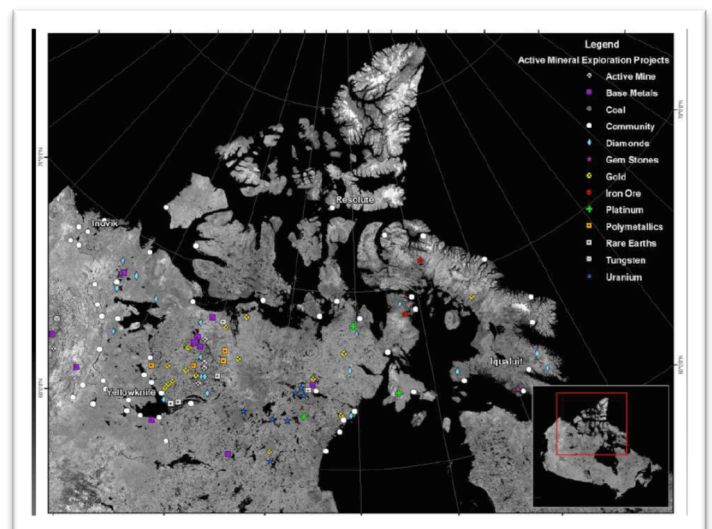 Legend
Active Mineral Exploration Projects
Active Mine
Base Metals
Coal
Community
Diamonds
Gem Stones
Gold
Iron Ore
Platinum
Polymetallics
Rare Earths
Tungsten
Uranium
Resolute
Inuvik
Iqaluit
Yellowknife